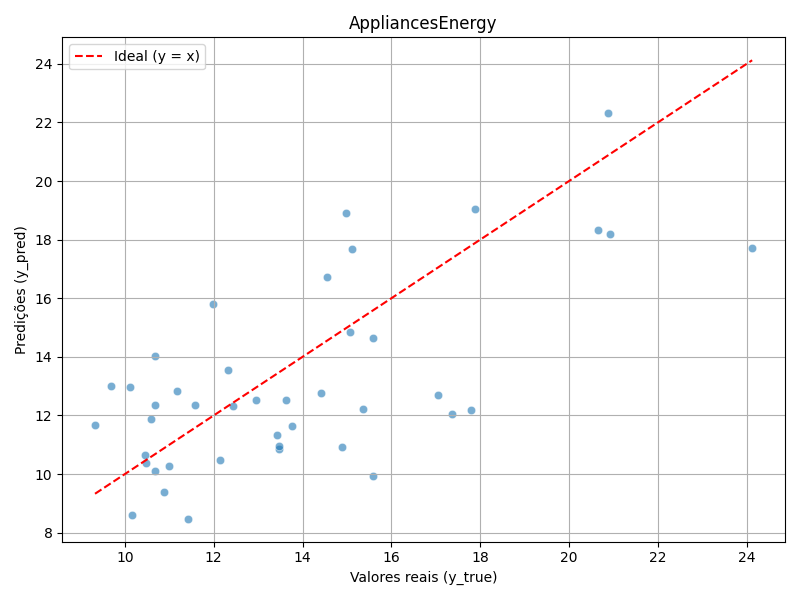 AppliancesEnergy
Ideal (y = x)
24
22
20
18
16
14
12
10
8
Predições (y_pred)
10 12 14 16 18 20 22 24
Valores reais (y_true)